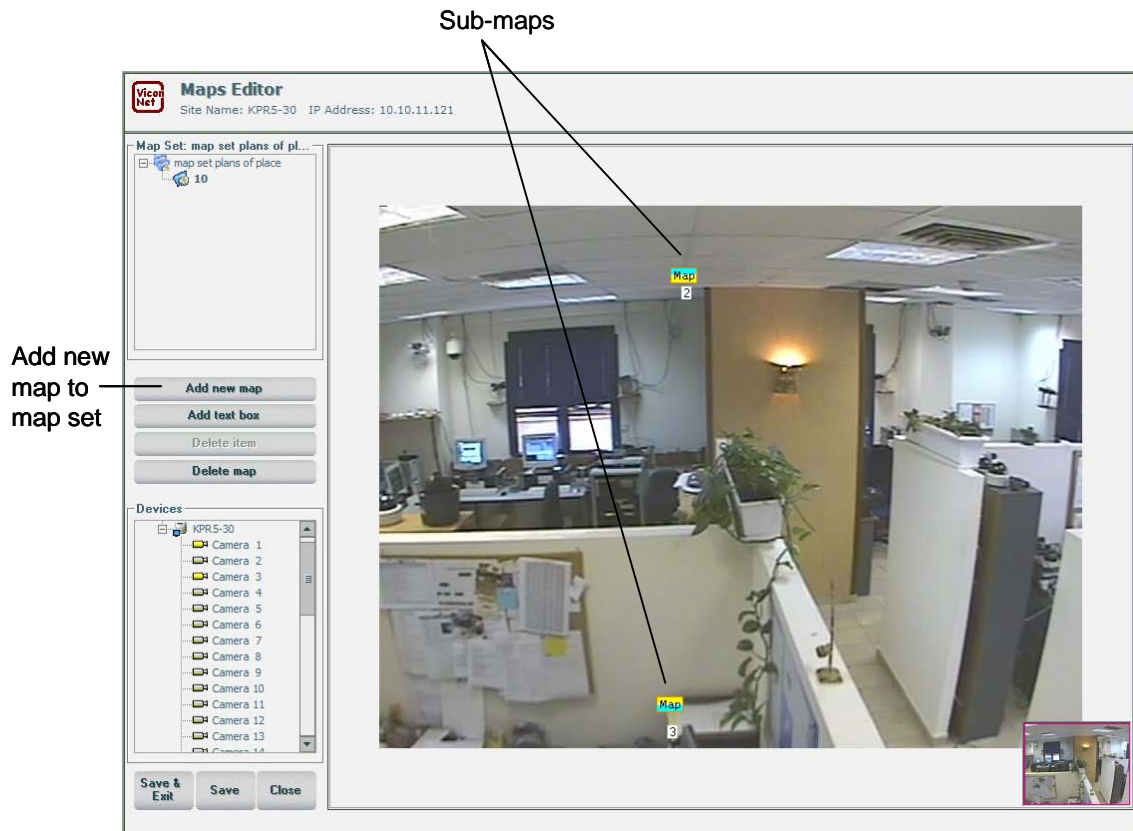 Sub-maps
Vicon
Net
Maps Editor
Site Name: KPR5-30 IP Address: 10.10.11.121
Map Set: map set plans of pl...
map set plans of place
10
Map
2
Add new
map to
map set
Add new map
Add text box
Delete item
Delete map
Devices
KPR5-30
Camera 1
Camera 2
Camera 3
Camera 4
Camera 5
Camera 6
Camera 7
Camera 8
Camera 9
Camera 10
Camera 11
Camera 12
Camera 13
Camera 14
Map
3
Save &
Exit
Save
Close